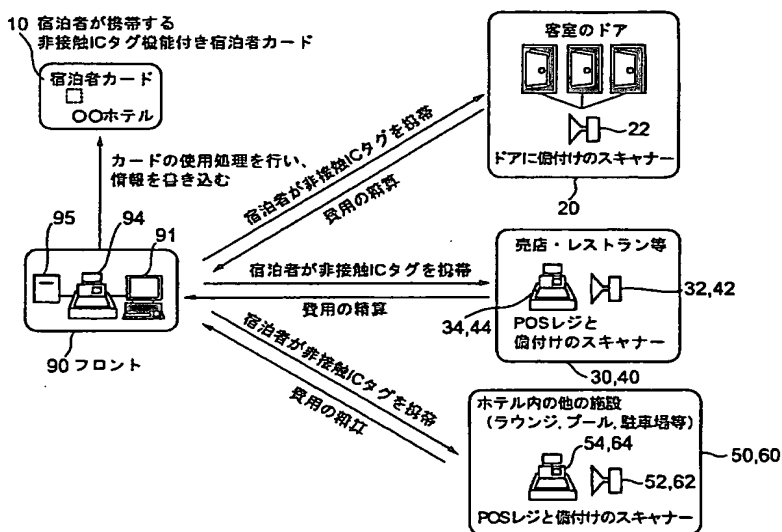 10 宿泊者が携帯する
非接触ICタグ機能付き宿泊者カード
宿泊者カード
○○ホテル
カードの使用処理を行い、
情報を書き込む
95
94
91
90 フロント
宿泊者が非接触ICタグを携帯
費用の精算
宿泊者が非接触ICタグを携帯
費用の精算
宿泊者が非接触ICタグを携帯
費用の精算
客室のドア
22
ドアに備付けのスキャナー
20
売店・レストラン等
32,42
34,44
POSレジと
備付けのスキャナー
30,40
ホテル内の他の施設
(ラウンジ,プール,駐車場等)
54,64
50,60
52,62
POSレジと備付けのスキャナー